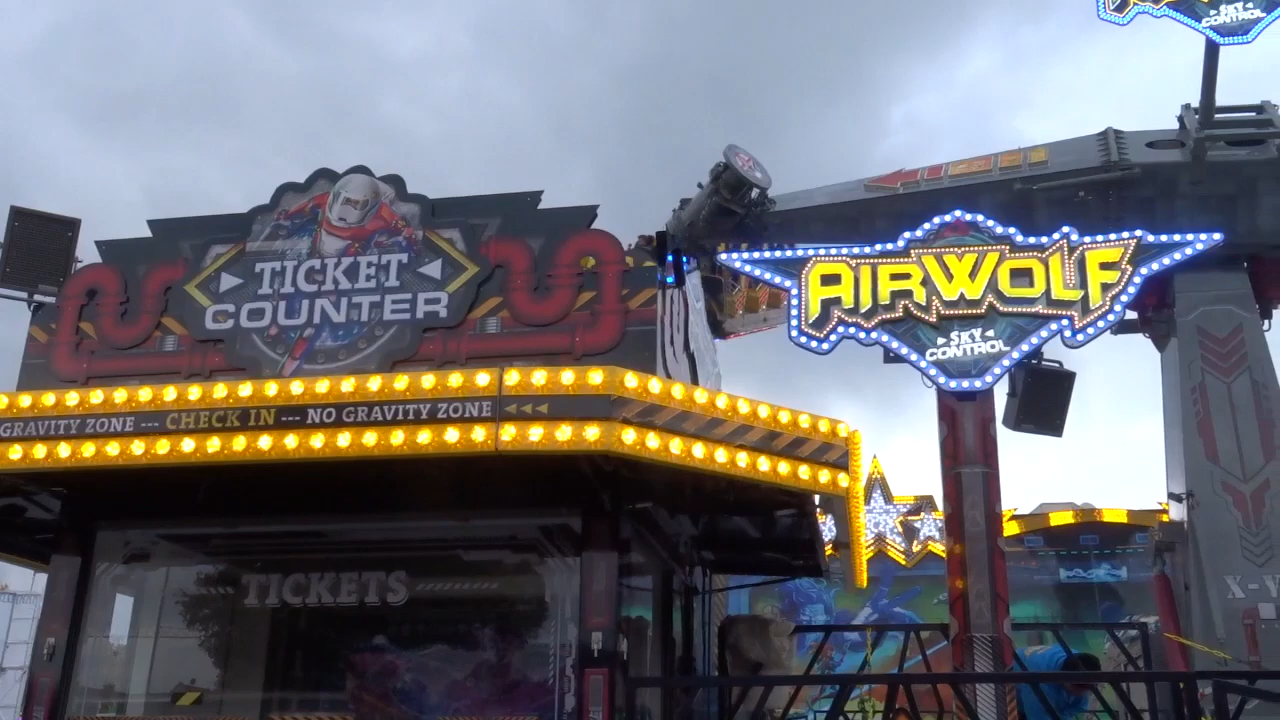 SKY
CONTROL
TICKET
COUNTER
AIRWOLF
SKY
CONTROL
GRAVITY ZONE --- CHECK IN --- NO GRAVITY ZONE
TICKETS
X-